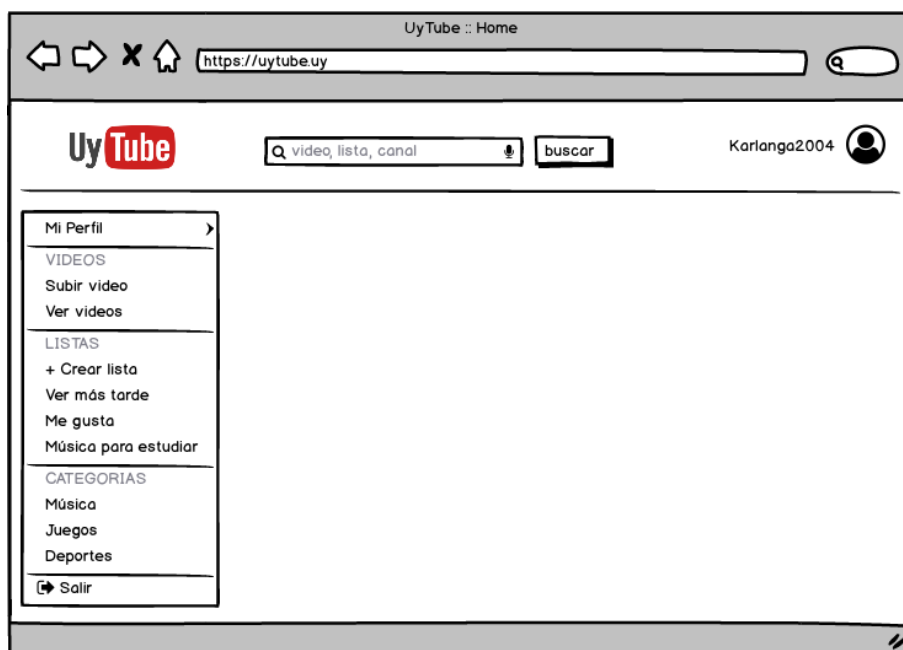 UyTube :: Home
https://uytube.uy
UyTube
video, lista, canal
buscar
Karlanga2004
Mi Perfil
VIDEOS
Subir video
Ver videos
LISTAS
+ Crear lista
Ver más tarde
Me gusta
Música para estudiar
CATEGORIAS
Música
Juegos
Deportes
Salir